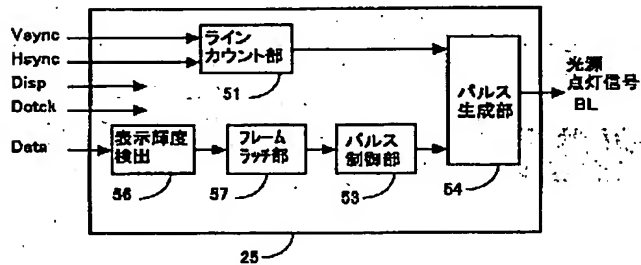 Vsync
Hsync
Disp
Dotck
Data
ライン
カウント部
51
表示輝度
検出
56
フレーム
ラッチ部
57
パルス
制御部
53
パルス
生成部
54
光源
点灯信号
BL
25